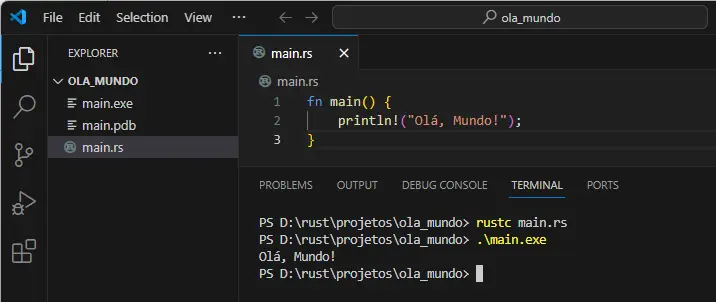 File Edit Selection ··· ola_mundo
EXPLORER ···
OLA_MUNDO
main.exe
main.pdb
main.rs
main.rs
main.rs
1 fn main() {
2 println!("Olá, Mundo!");
3 }
PROBLEMS OUTPUT DEBUG CONSOLE TERMINAL PORTS
PS D:\rust\projetos\ola_mundo> rustc main.rs
PS D:\rust\projetos\ola_mundo> .\main.exe
Olá, Mundo!
PS D:\rust\projetos\ola_mundo>